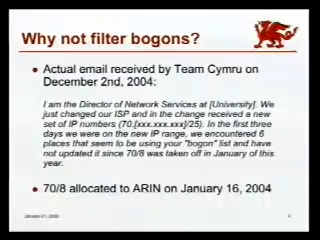 Why not filter bogons?
Actual email received by Team Cymru on
December 2nd, 2004:
I am the Director of Network Services at [University]. We
just changed our ISP and in the change received a new
set of IP numbers (70.[xxx.xxx.xxx]/25). In the first three
days we were on the new IP range, we encountered 6
places that seem to be using your "bogon" list and have
not updated it since 70/8 was taken off in January of this
year.
70/8 allocated to ARIN on January 16, 2004